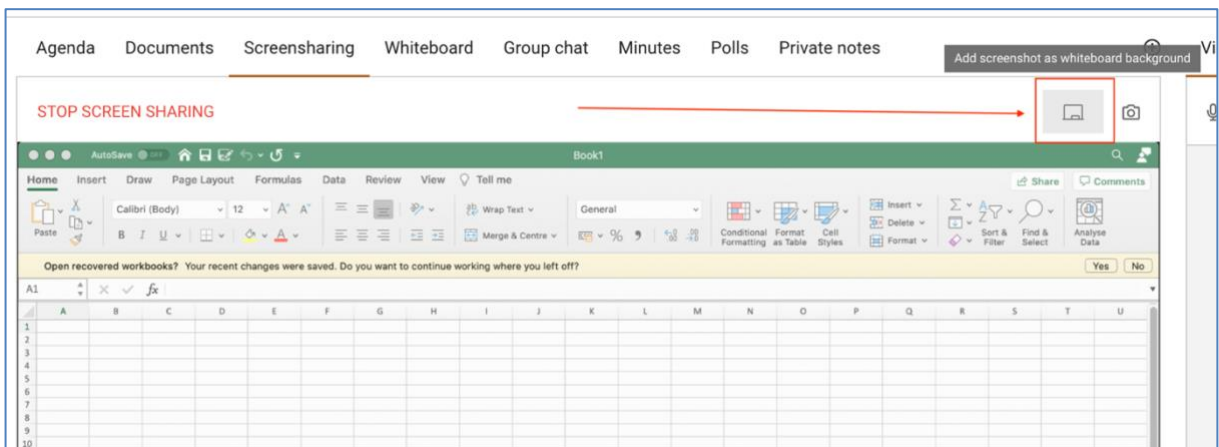 Agenda Documents Screensharing Whiteboard Group chat Minutes Polls Private notes Vi
Add screenshot as whiteboard background
STOP SCREEN SHARING
AutoSave OFF Book1
Home Insert Draw Page Layout Formulas Data Review View Tell me Share Comments
Paste Calibri (Body) 12 A^ A˅ Wrap Text General Conditional Formatting Format as Table Cell Styles Insert Sort & Filter Find & Select Analyse Data
B I U A Merge & Centre % 9 Delete
Format
Open recovered workbooks? Your recent changes were saved. Do you want to continue working where you left off? Yes No
A1 fx
A B C D E F G H I J K L M N O P Q R S T U
1
2
3
4
5
6
7
8
9
10